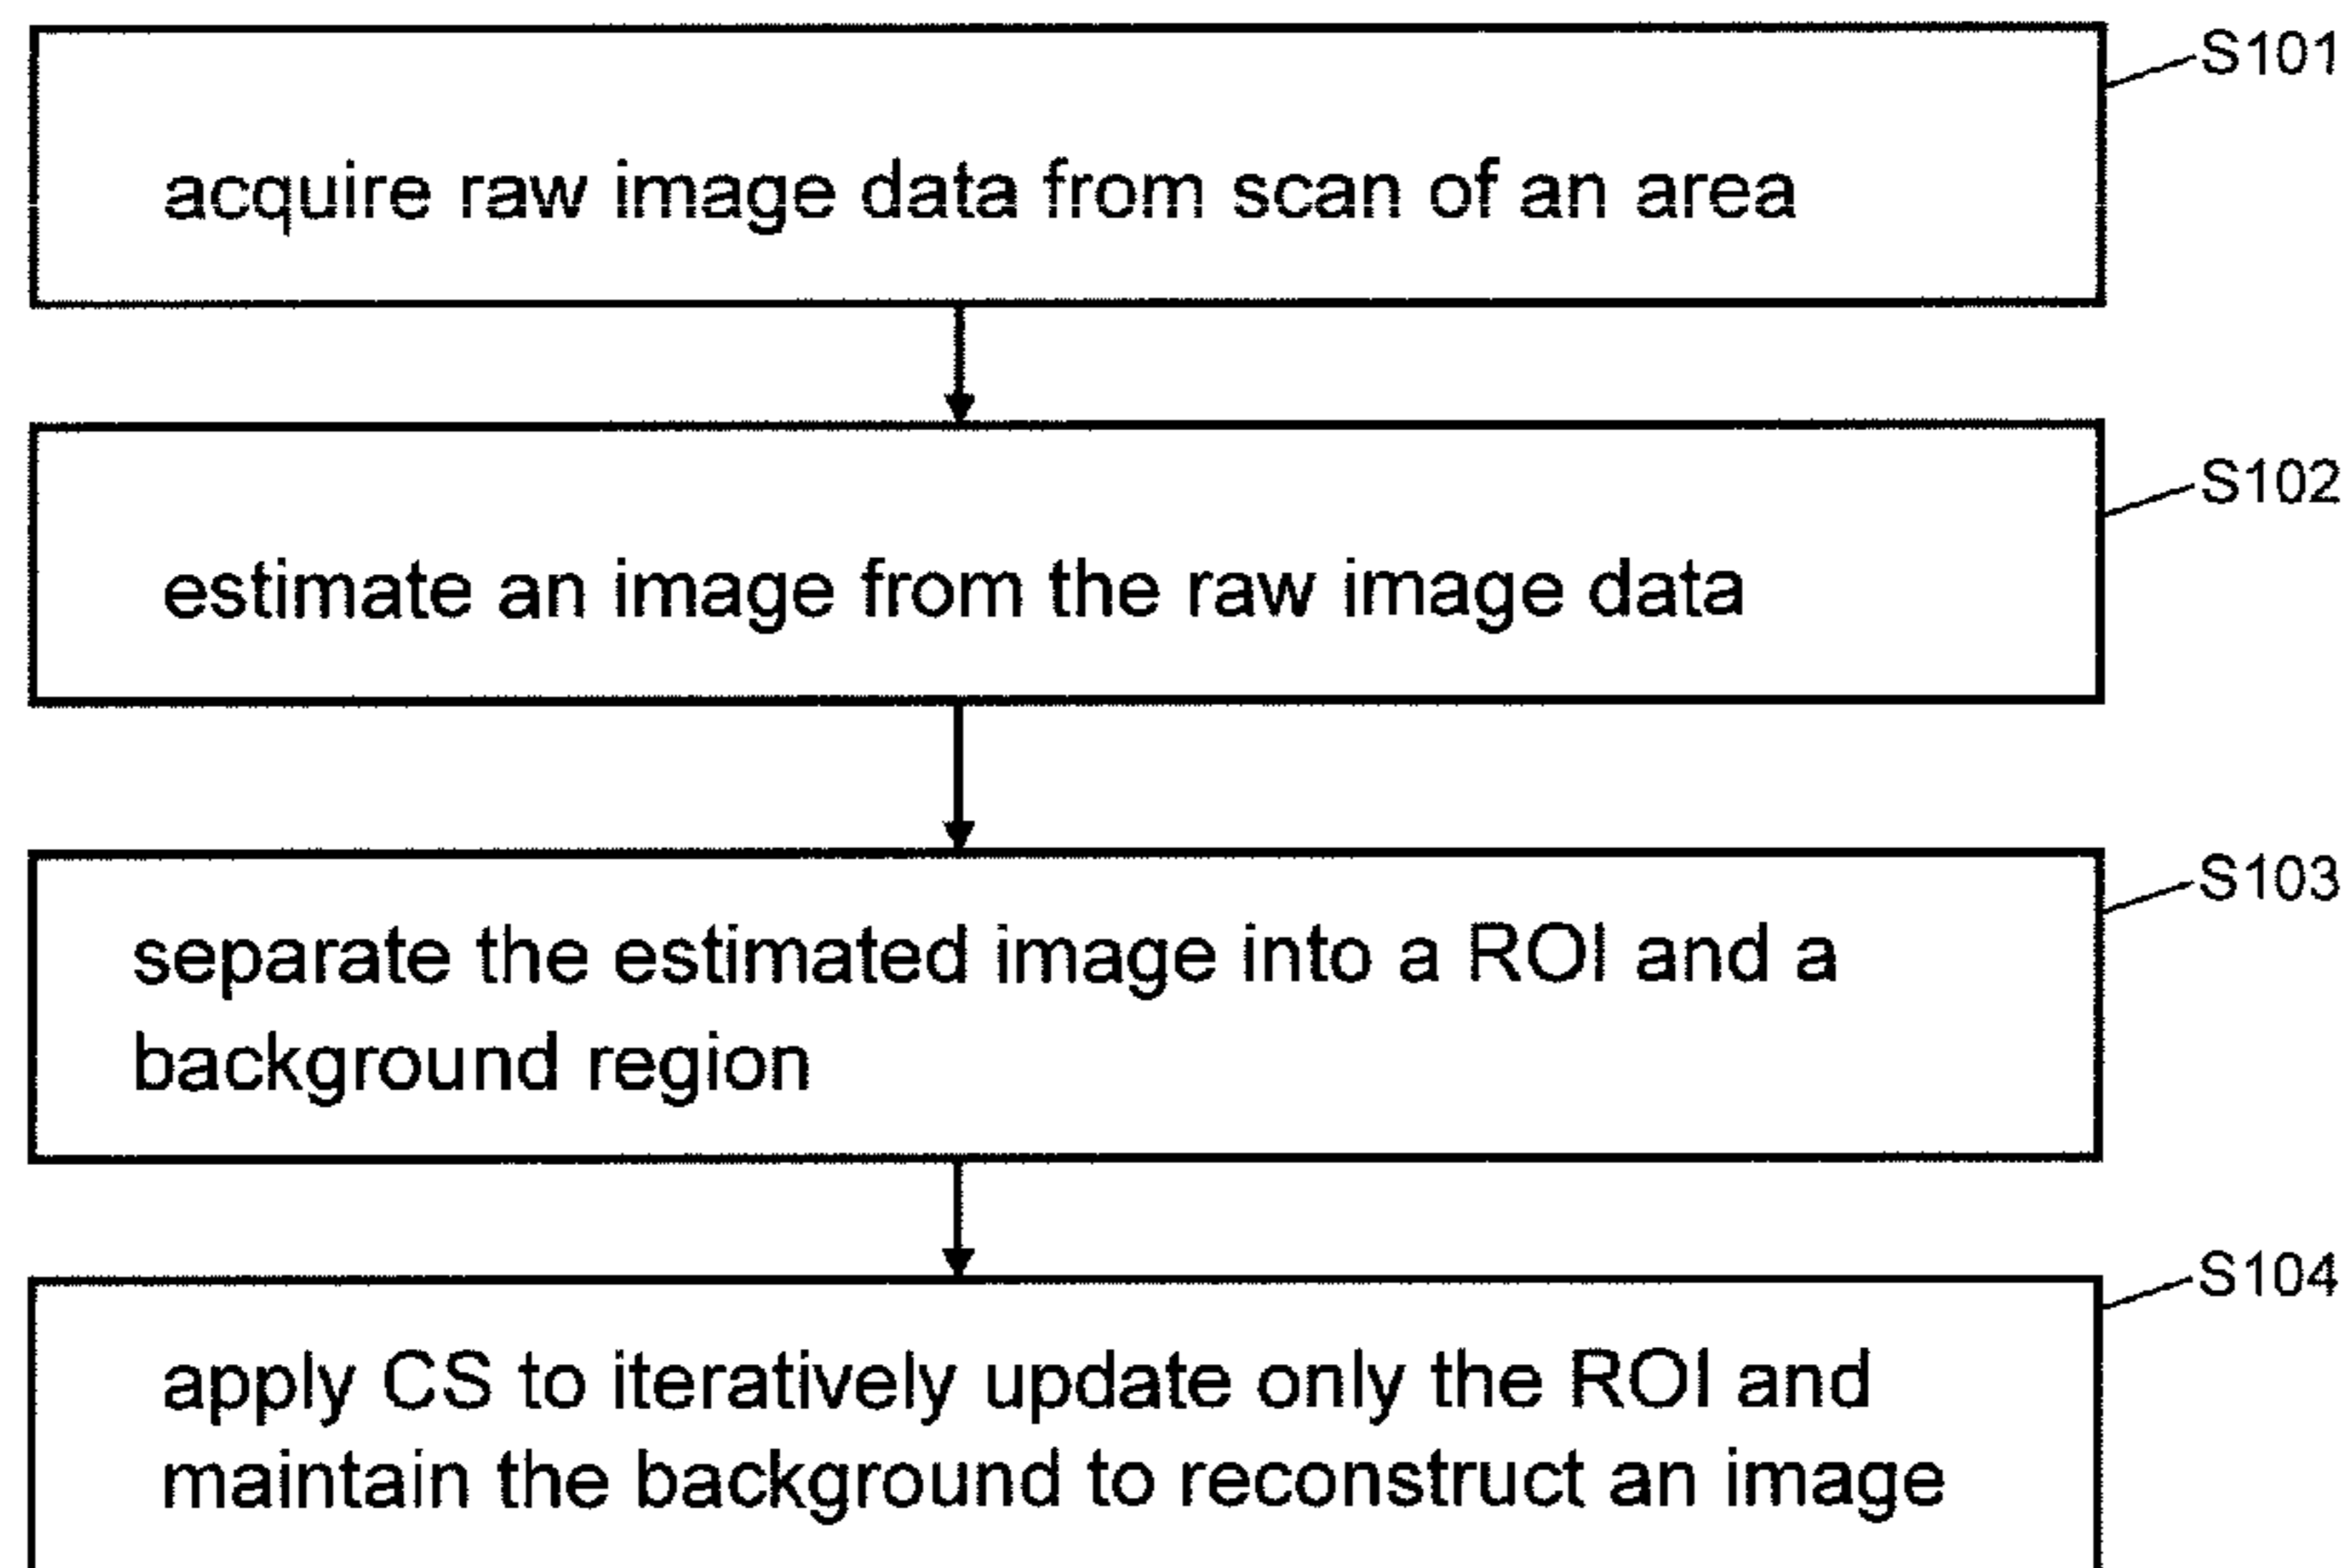 S101
acquire raw image data from scan of an area
S102
estimate an image from the raw image data
S103
separate the estimated image into a ROI and a
background region
S104
apply CS to iteratively update only the ROI and
maintain the background to reconstruct an image